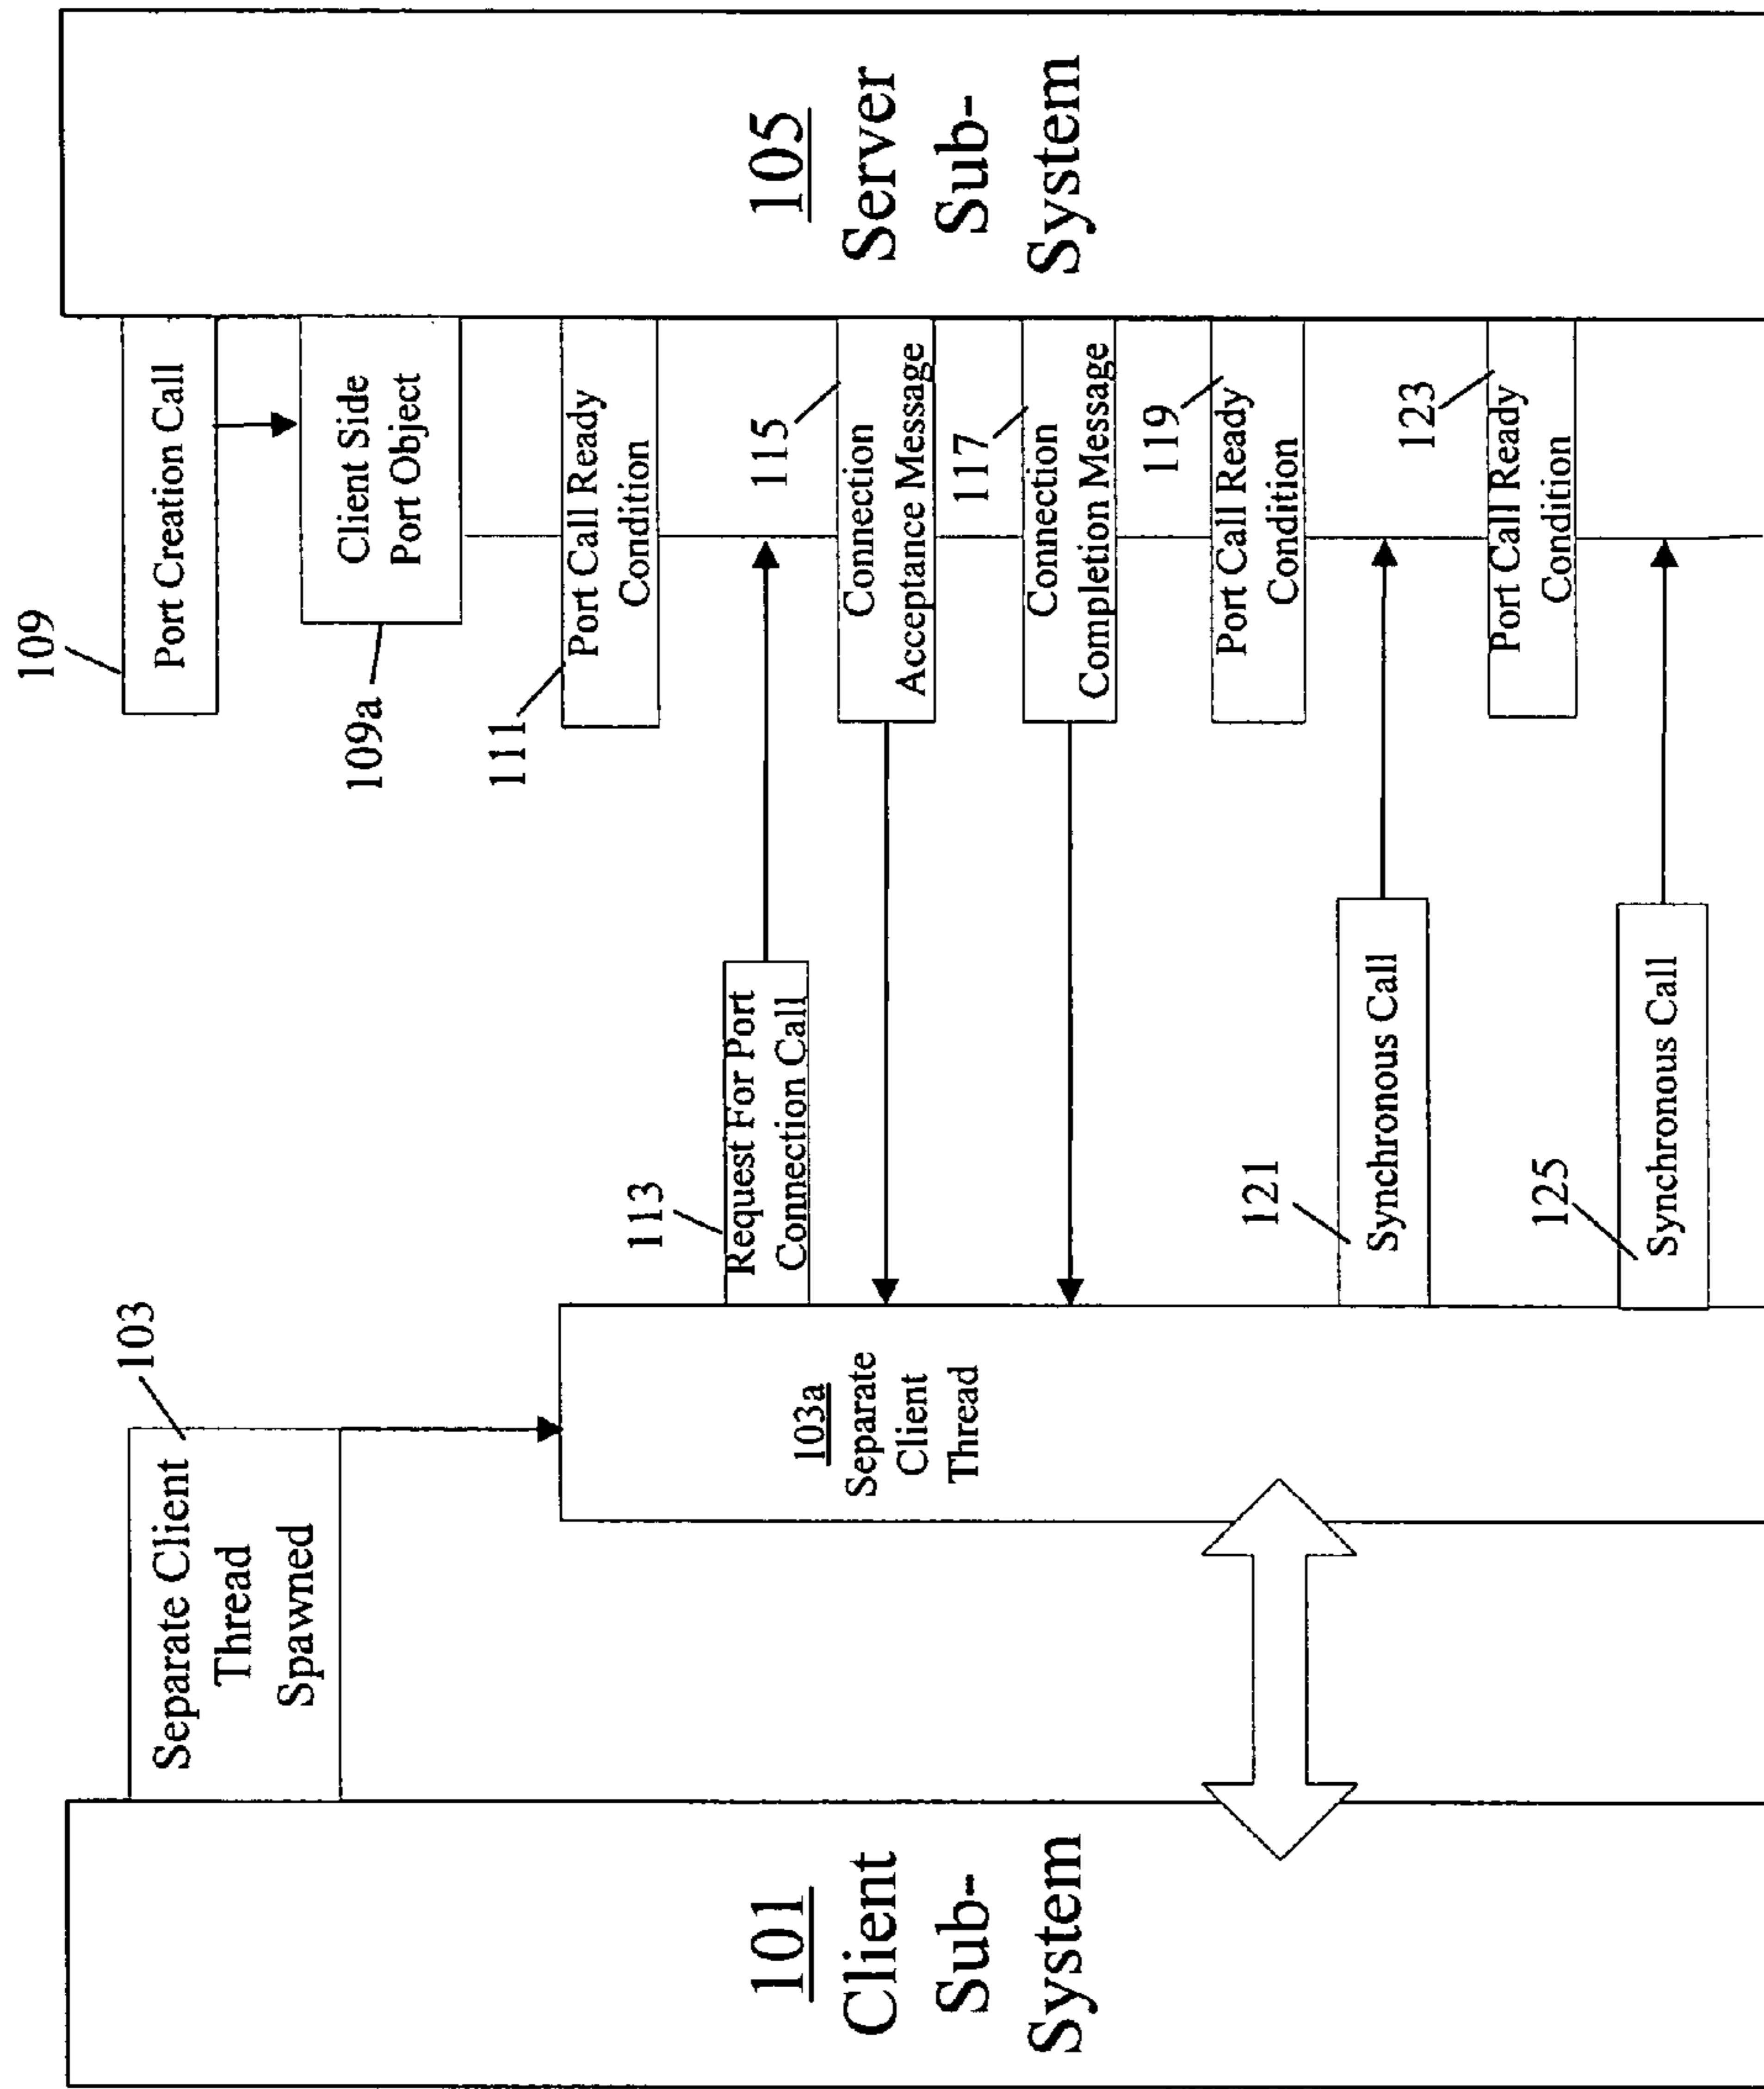 101
Client
Sub-
System
103
Separate Client
Thread
Spawned
103a
Separate
Client
Thread
113
Request For Port
Connection Call
121
Synchronous Call
125
Synchronous Call
109
Port Creation Call
109a
Client Side
Port Object
111
Port Call Ready
Condition
115
Connection
Acceptance Message
117
Connection
Completion Message
119
Port Call Ready
Condition
123
Port Call Ready
Condition
105
Server
Sub-
System